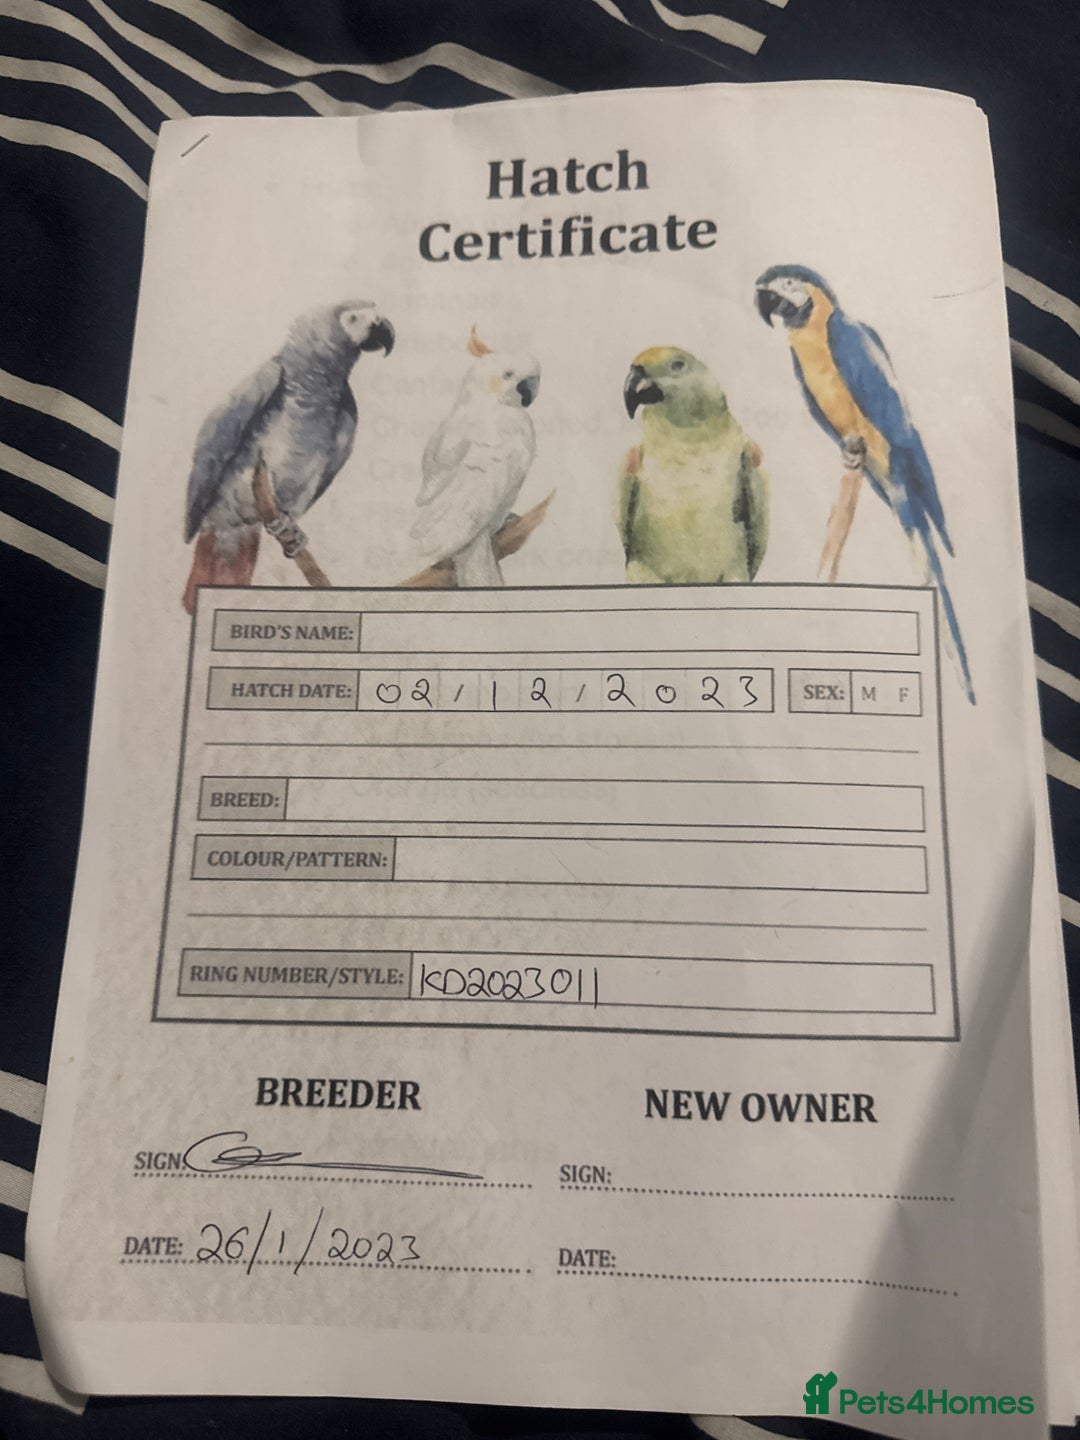 Hatch
Certificate
BIRD'S NAME:
HATCH DATE: 02/12/2023 SEX: M F
BREED:
COLOUR/PATTERN:
RING NUMBER/STYLE: KD2023011
BREEDER
NEW OWNER
SIGN:
SIGN:
DATE: 26/1/2023
DATE:
Pets4Homes